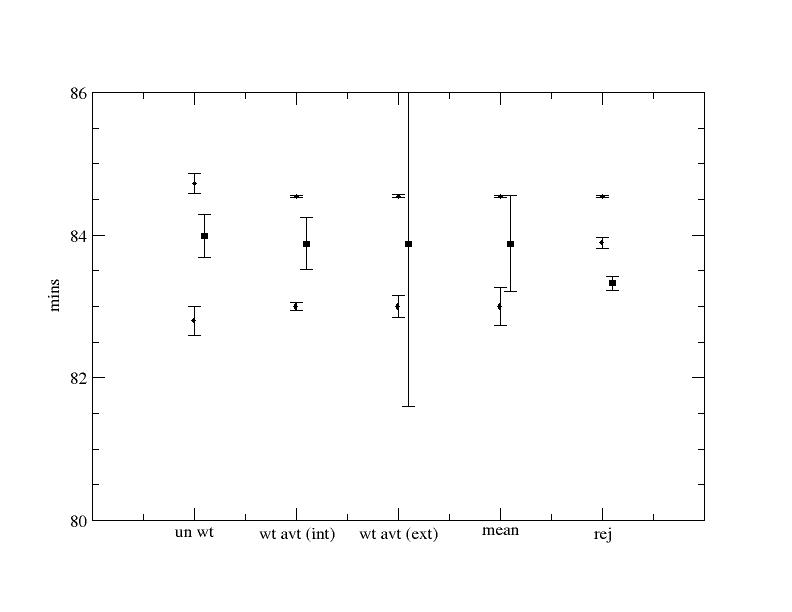 86
84
82
80
mins
un wt
wt avt (int)
wt avt (ext)
mean
rej